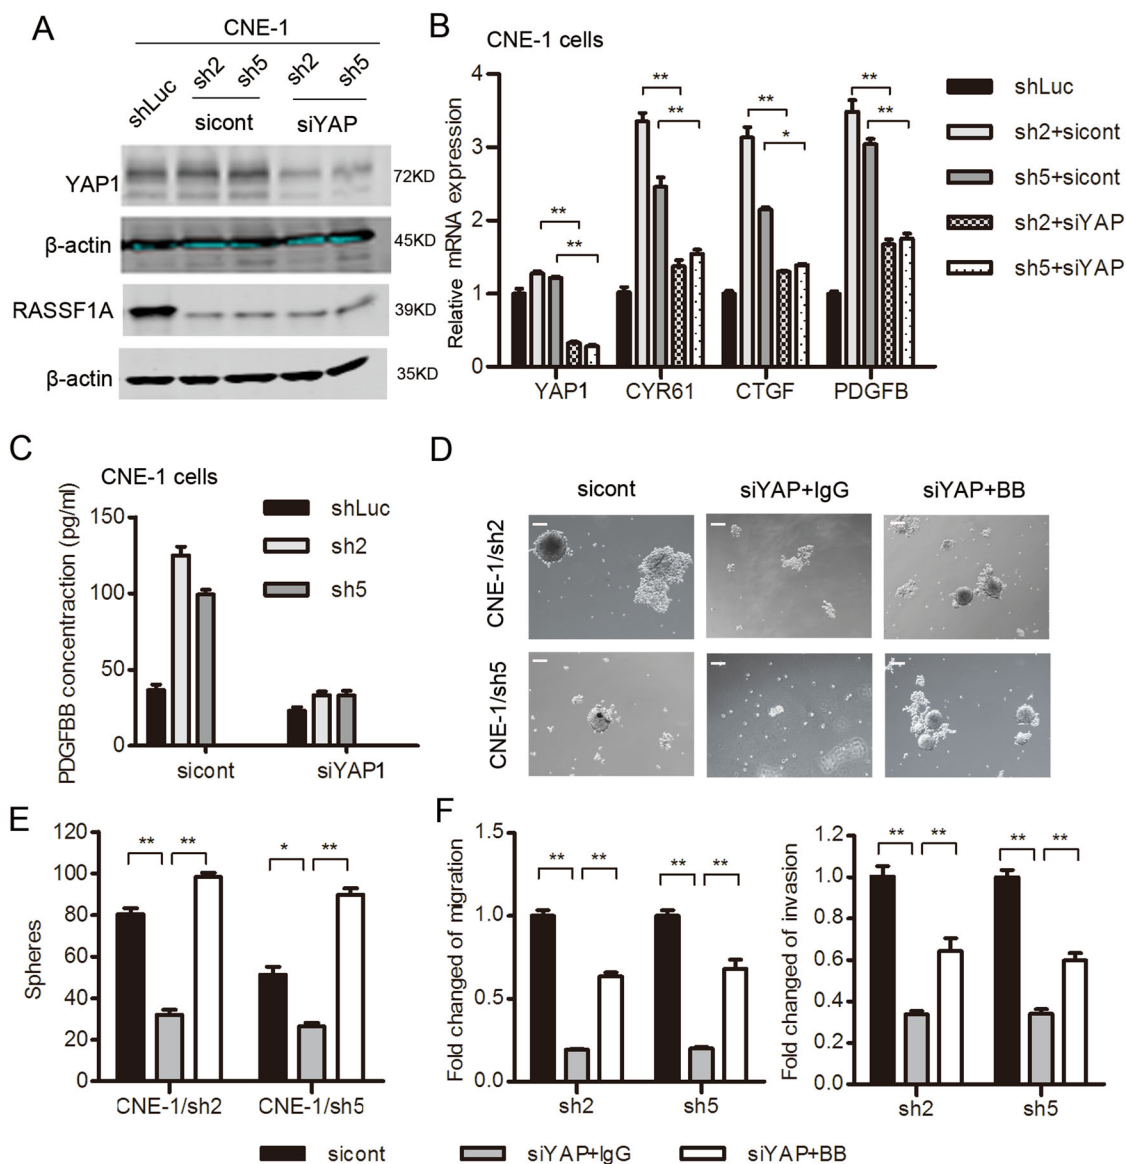 A
CNE-1
shLuc
sh2
sh5
sh2
sh5
sicont
siYAP
YAP1
72KD
β-actin
45KD
RASSF1A
39KD
β-actin
35KD
B
CNE-1 cells
Relative mRNA expression
4
3
2
1
0
**
**
**
**
**
*
**
**
YAP1
CYR61
CTGF
PDGFB
shLuc
sh2+sicont
sh5+sicont
sh2+siYAP
sh5+siYAP
C
CNE-1 cells
PDGFBB concentration (pg/ml)
150
100
50
0
sicont
siYAP1
shLuc
sh2
sh5
D
sicont
siYAP+IgG
siYAP+BB
CNE-1/sh2
CNE-1/sh5
E
Spheres
120
100
80
60
40
20
0
**
**
*
**
CNE-1/sh2
CNE-1/sh5
F
Fold changed of migration
1.5
1.0
0.5
0.0
**
**
**
**
sh2
sh5
Fold changed of invasion
1.2
1.0
0.8
0.6
0.4
0.2
0.0
**
**
**
**
sh2
sh5
sicont
siYAP+IgG
siYAP+BB